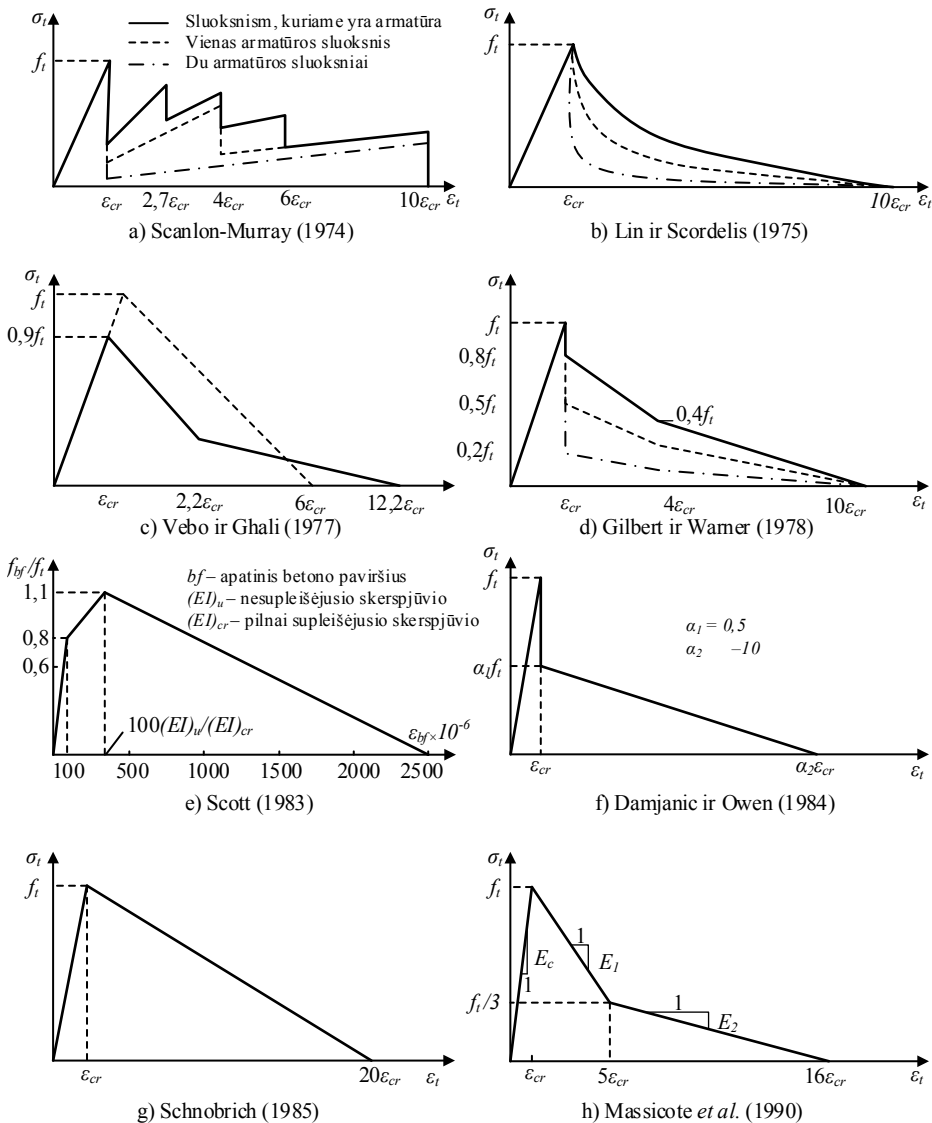 σt
Sluoksnism, kuriame yra armatūra
Vienas armatūros sluoksnis
Du armatūros sluoksniai
ft
εcr 2,7εcr 4εcr 6εcr 10εcr εt
a) Scanlon-Murray (1974)
σt
ft
εcr 10εcr εt
b) Lin ir Scordelis (1975)
σt
ft
0,9ft
εcr 2,2εcr 6εcr 12,2εcr
c) Vebo ir Ghali (1977)
σt
ft
0,8ft
0,5ft
0,4ft
0,2ft
εcr 4εcr 10εcr εt
d) Gilbert ir Warner (1978)
fbf/ft
bf – apatinis betono paviršius
(EI)u – nesupleišėjusio skerspjūvio
(EI)cr – pilnai supleišėjusio skerspjūvio
1,1
0,8
0,6
100(EI)u/(EI)cr
εbf×10-6
100 500 1000 1500 2000 2500
e) Scott (1983)
σt
ft
α1 = 0,5
α2 –10
α1ft
εcr α2εcr εt
f) Damjanic ir Owen (1984)
σt
ft
εcr 20εcr εt
g) Schnobrich (1985)
σt
ft
1
Ec
E1
1
ft/3
1
E2
εcr 5εcr 16εcr εt
h) Massicote et al. (1990)